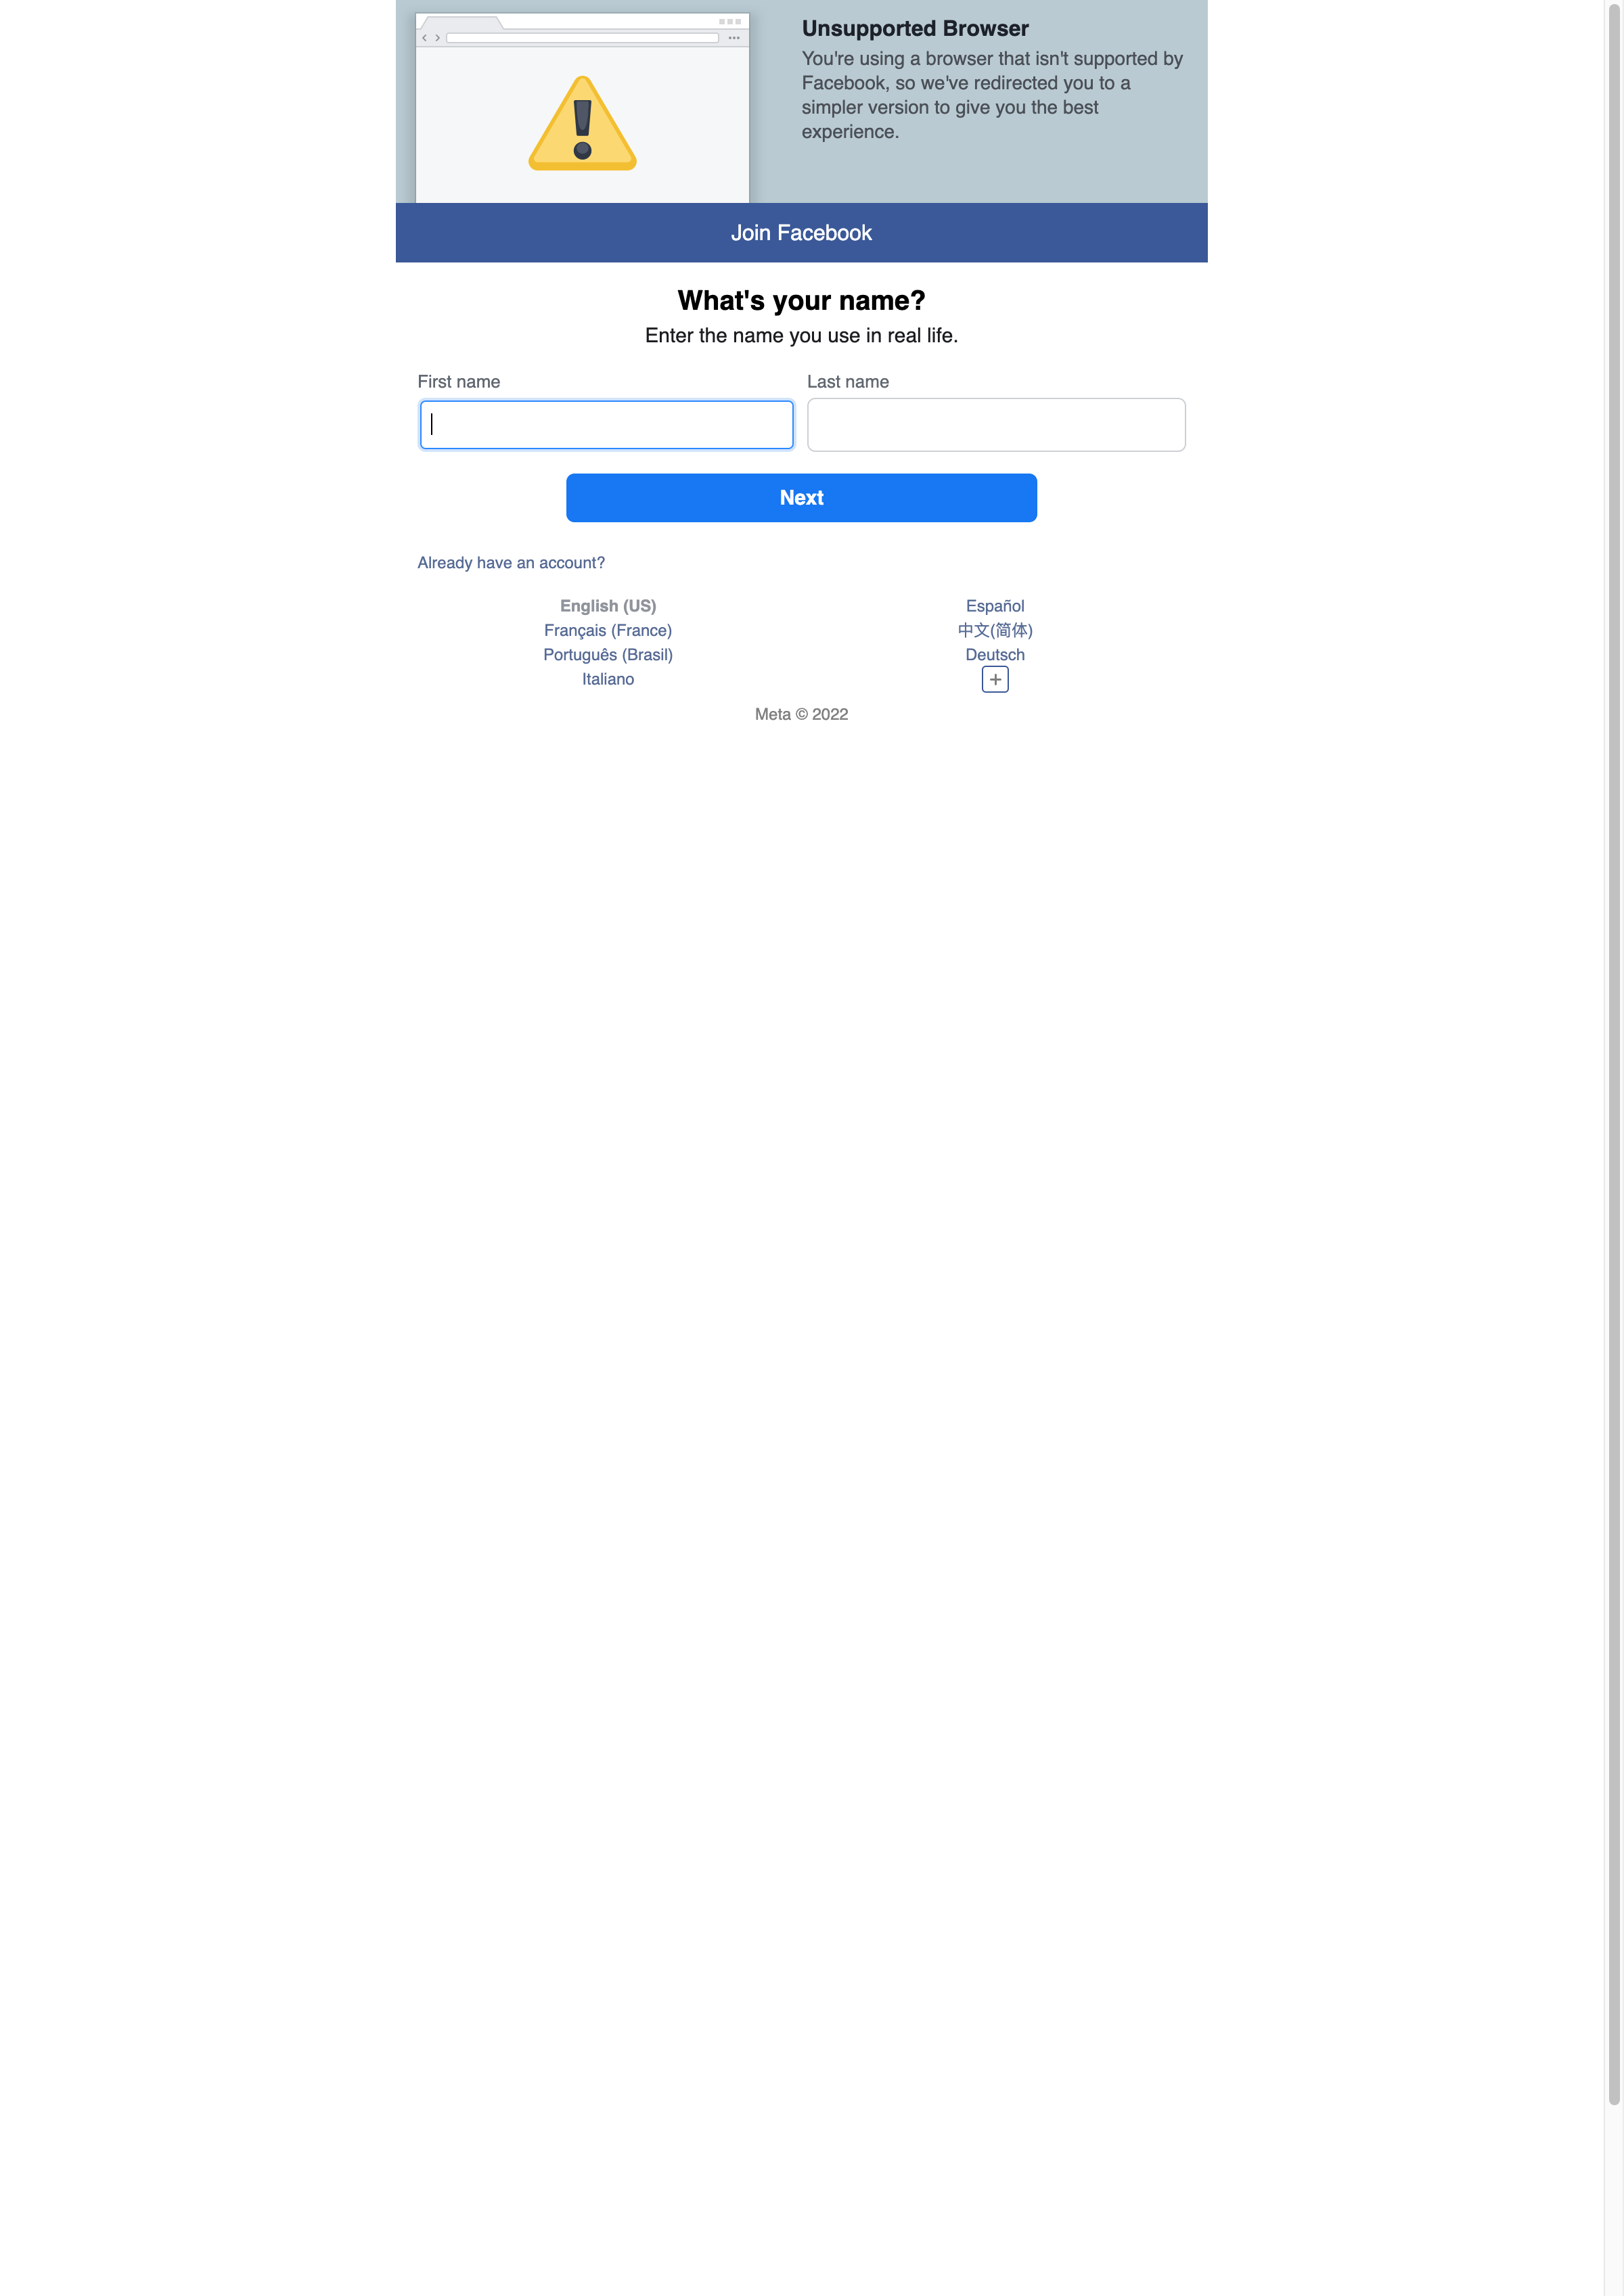 Unsupported Browser
You're using a browser that isn't supported by
Facebook, so we've redirected you to a
simpler version to give you the best
experience.
Join Facebook
What's your name?
Enter the name you use in real life.
First name
Last name
Next
Already have an account?
English (US)
Español
Français (France)
中文(简体)
Português (Brasil)
Deutsch
Italiano
Meta © 2022